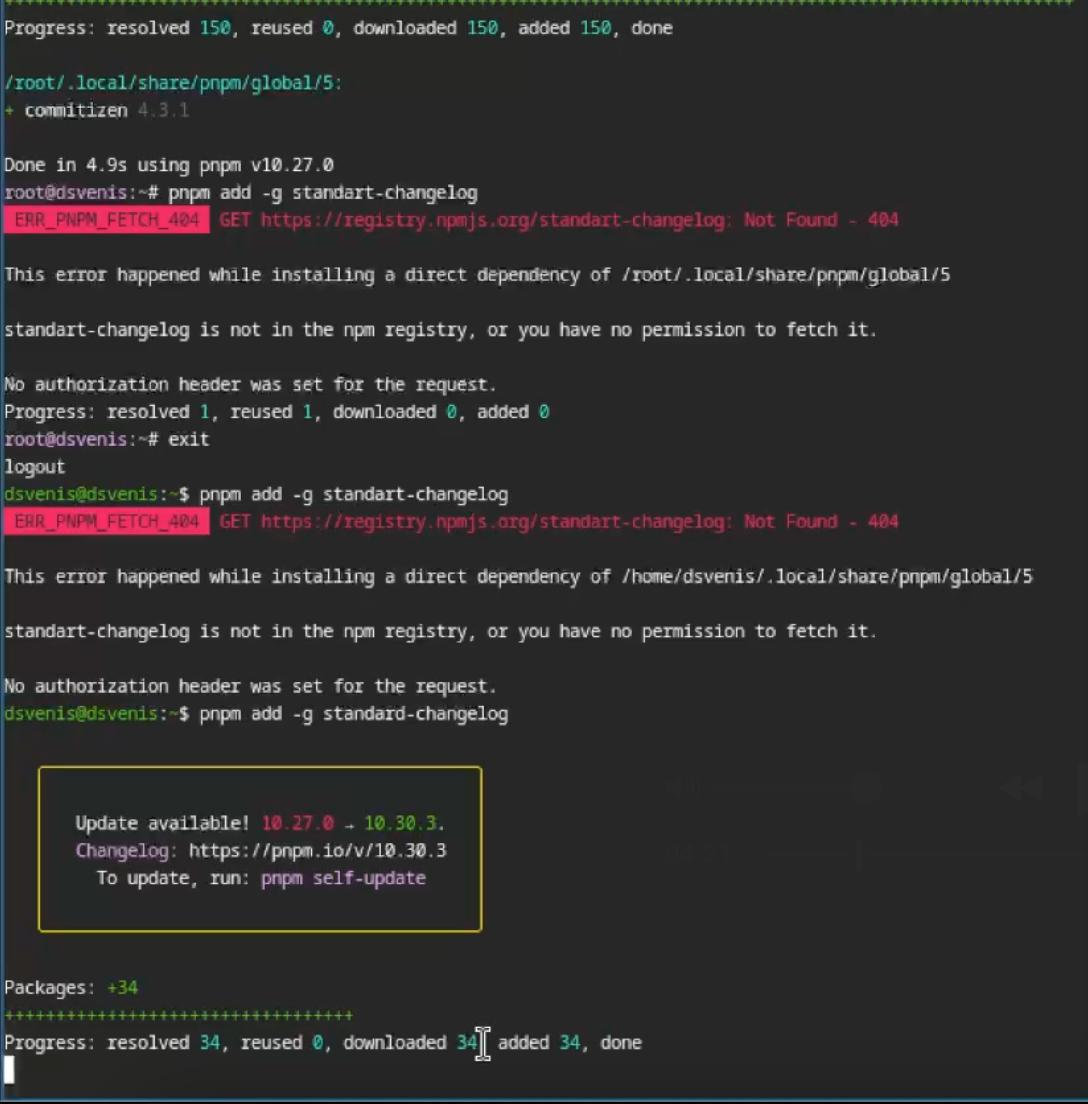 ++++++++++++++++++++++++++++++++++++++++++++++++++++++++++++++++++++++++++++++++++++++++++++++++++++++++
Progress: resolved 150, reused 0, downloaded 150, added 150, done
/root/.local/share/pnpm/global/5:
+ commitizen 4.3.1
Done in 4.9s using pnpm v10.27.0
root@dsvenis:~# pnpm add -g standart-changelog
ERR_PNPM_FETCH_404 GET https://registry.npmjs.org/standart-changelog: Not Found - 404
This error happened while installing a direct dependency of /root/.local/share/pnpm/global/5
standart-changelog is not in the npm registry, or you have no permission to fetch it.
No authorization header was set for the request.
Progress: resolved 1, reused 1, downloaded 0, added 0
root@dsvenis:~# exit
logout
dsvenis@dsvenis:~$ pnpm add -g standart-changelog
ERR_PNPM_FETCH_404 GET https://registry.npmjs.org/standart-changelog: Not Found - 404
This error happened while installing a direct dependency of /home/dsvenis/.local/share/pnpm/global/5
standart-changelog is not in the npm registry, or you have no permission to fetch it.
No authorization header was set for the request.
dsvenis@dsvenis:~$ pnpm add -g standard-changelog
Update available! 10.27.0 → 10.30.3.
Changelog: https://pnpm.io/v/10.30.3
To update, run: pnpm self-update
Packages: +34
++++++++++++++++++++++++++++++++++
Progress: resolved 34, reused 0, downloaded 34, added 34, done